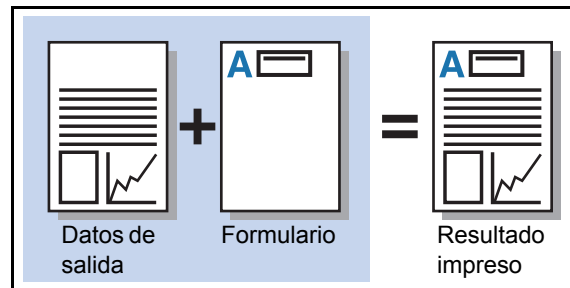 A
+
A
=
Datos de
salida
Formulario
Resultado
impreso